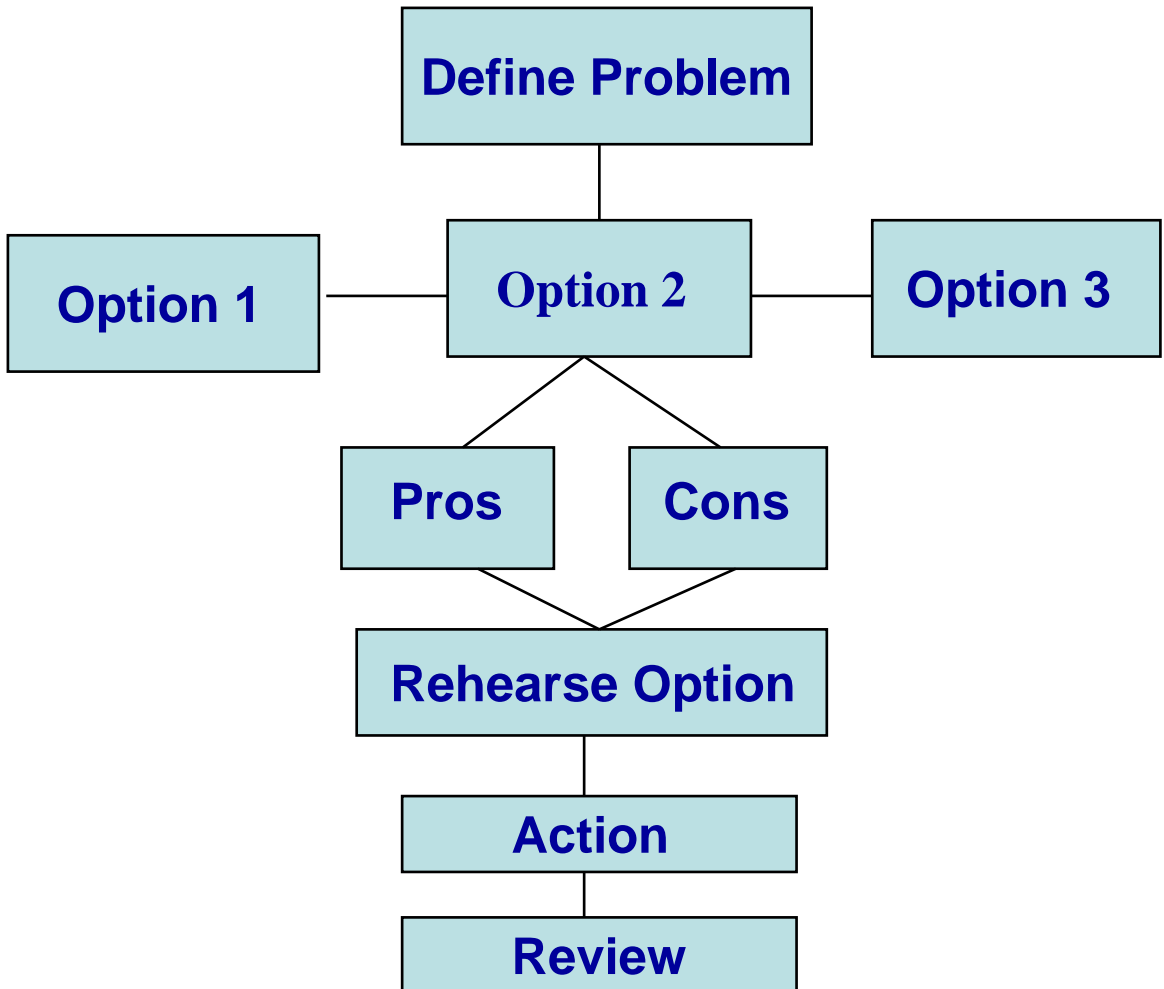 Define Problem
Option 1
Option 2
Option 3
Pros
Cons
Rehearse Option
Action
Review